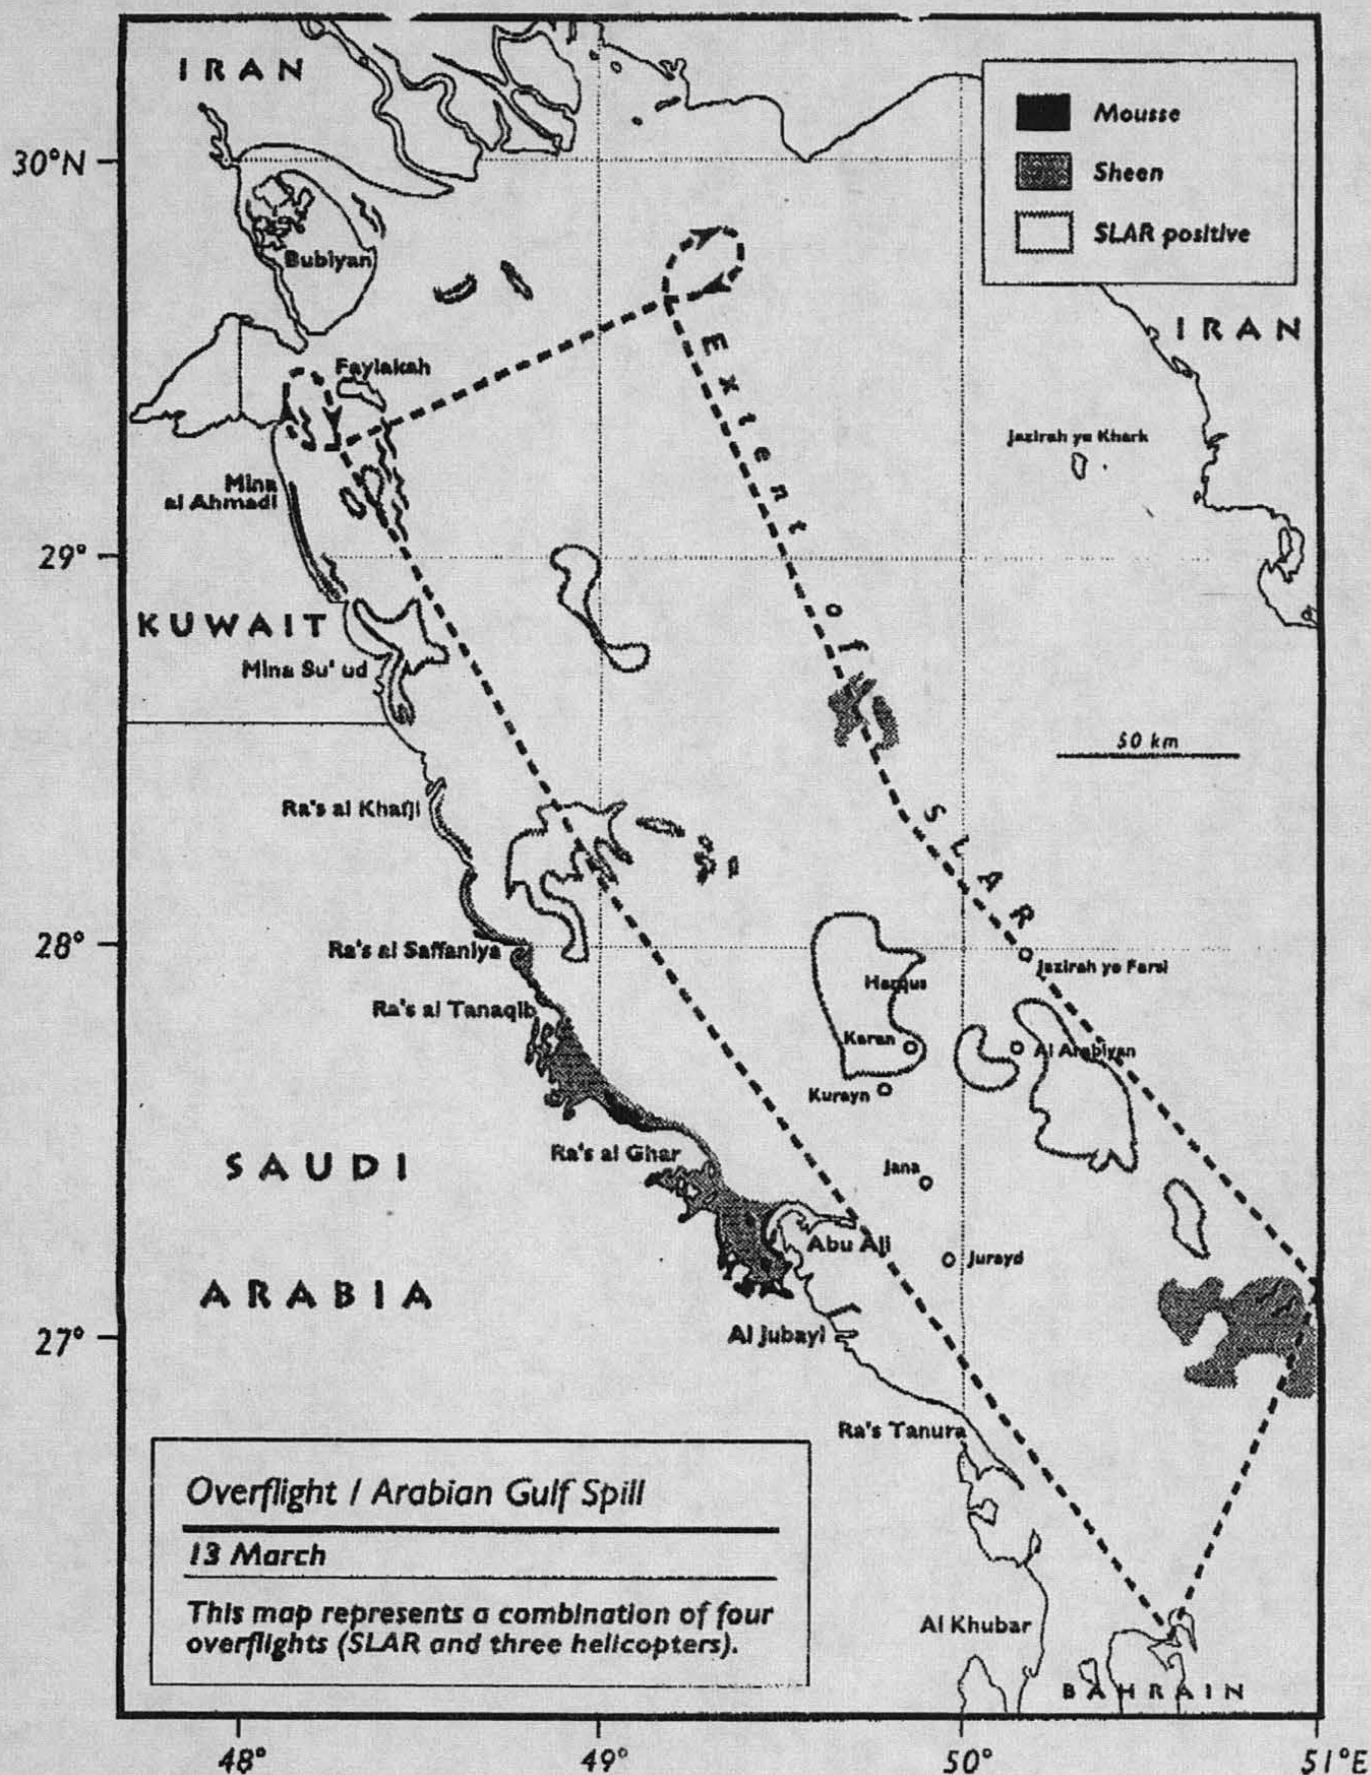 IRAN
Mousse
Sheen
SLAR positive
30°N
Bubiyan
IRAN
Faylakah
Extent of SLAR
Jazirah ye Khark
Mina
al Ahmadi
29°
KUWAIT
Mina Su' ud
50 km
Ra's al Khafji
28°
Ra's al Saffaniya
Jazirah ye Farsi
Harqus
Ra's al Tanaqib
Karan
Al Arabiyan
Kurayn
Ra's al Ghar
SAUDI
Jana
Abu Ali
Jurayd
ARABIA
27°
Al Jubayl
Ra's Tanura
Overflight / Arabian Gulf Spill
13 March
This map represents a combination of four
overflights (SLAR and three helicopters).
Al Khubar
BAHRAIN
48°
49°
50°
51°E